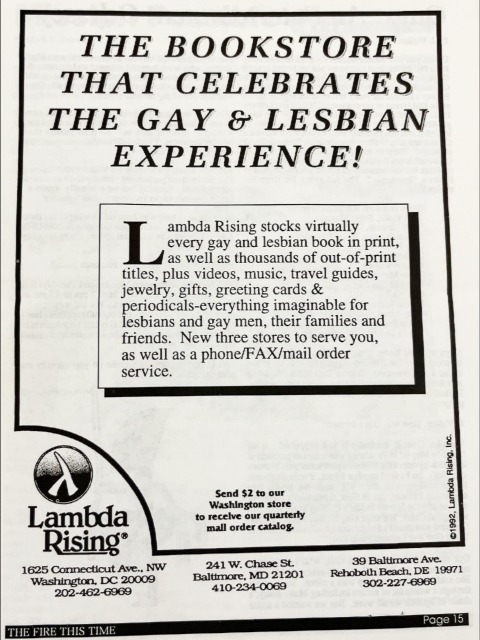 THE BOOKSTORE
THAT CELEBRATES
THE GAY & LESBIAN
EXPERIENCE!
Lambda Rising stocks virtually
every gay and lesbian book in print,
as well as thousands of out-of-print
titles, plus videos, music, travel guides,
jewelry, gifts, greeting cards &
periodicals-everything imaginable for
lesbians and gay men, their families and
friends. New three stores to serve you,
as well as a phone/FAX/mail order
service.
©1992, Lambda Rising, Inc.
Lambda
Rising®
Send $2 to our
Washington store
to receive our quarterly
mail order catalog.
1625 Connecticut Ave., NW
Washington, DC 20009
202-462-6969
241 W. Chase St.
Baltimore, MD 21201
410-234-0069
39 Baltimore Ave.
Rehoboth Beach, DE 19971
302-227-6969
THE FIRE THIS TIME
Page 15